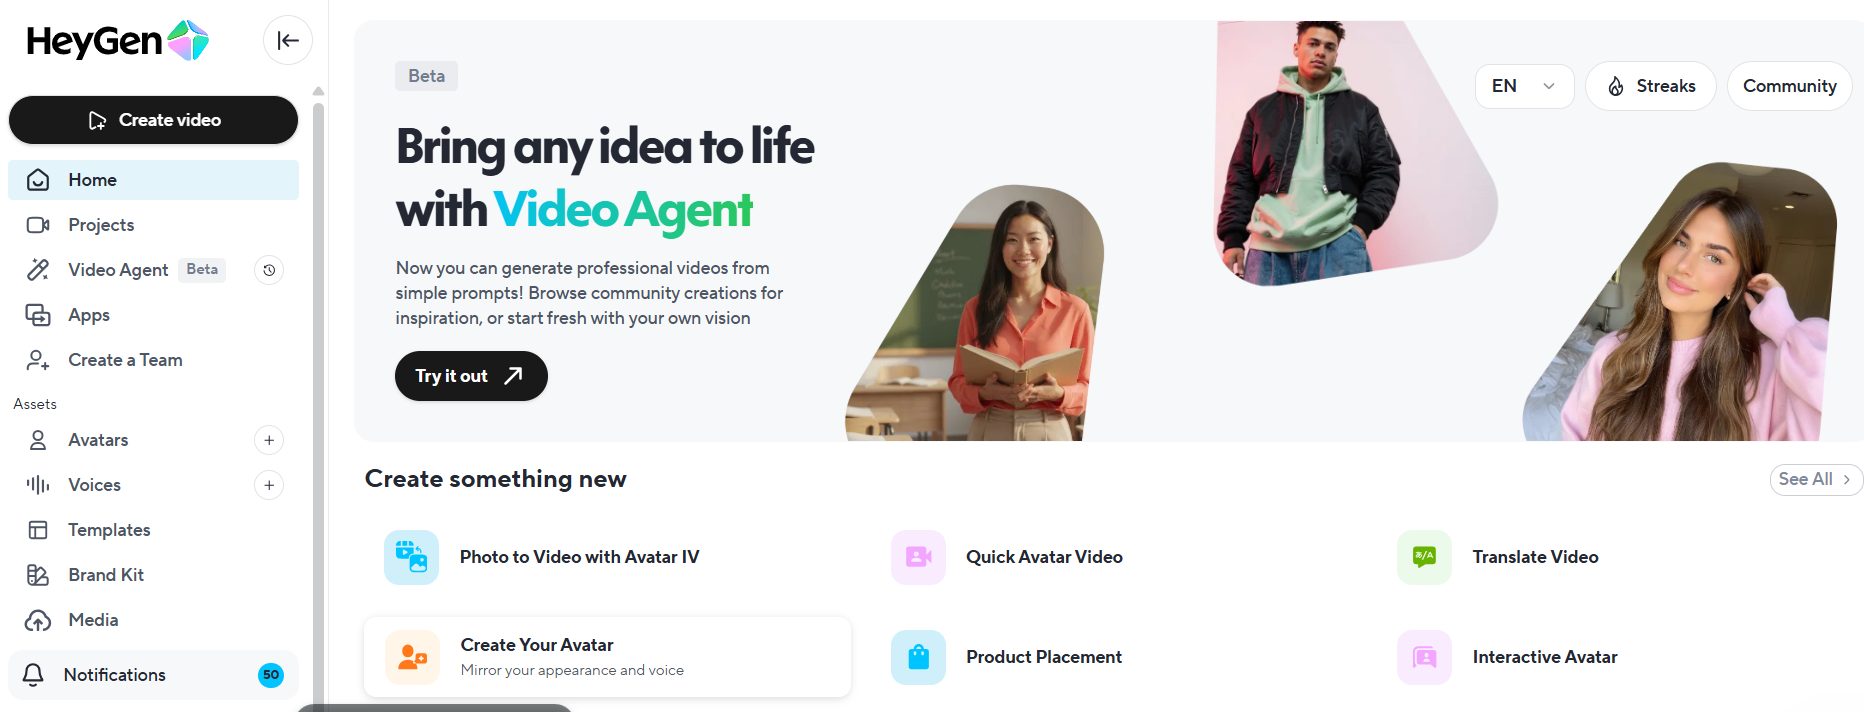 HeyGen
Create video
Home
Projects
Video Agent Beta
Apps
Create a Team
Assets
Avatars
Voices
Templates
Brand Kit
Media
Notifications 50
Beta
EN
Streaks
Community
Bring any idea to life
with Video Agent
Now you can generate professional videos from
simple prompts! Browse community creations for
inspiration, or start fresh with your own vision
Try it out
Create something new
See All
Photo to Video with Avatar IV
Quick Avatar Video
Translate Video
Create Your Avatar
Mirror your appearance and voice
Product Placement
Interactive Avatar